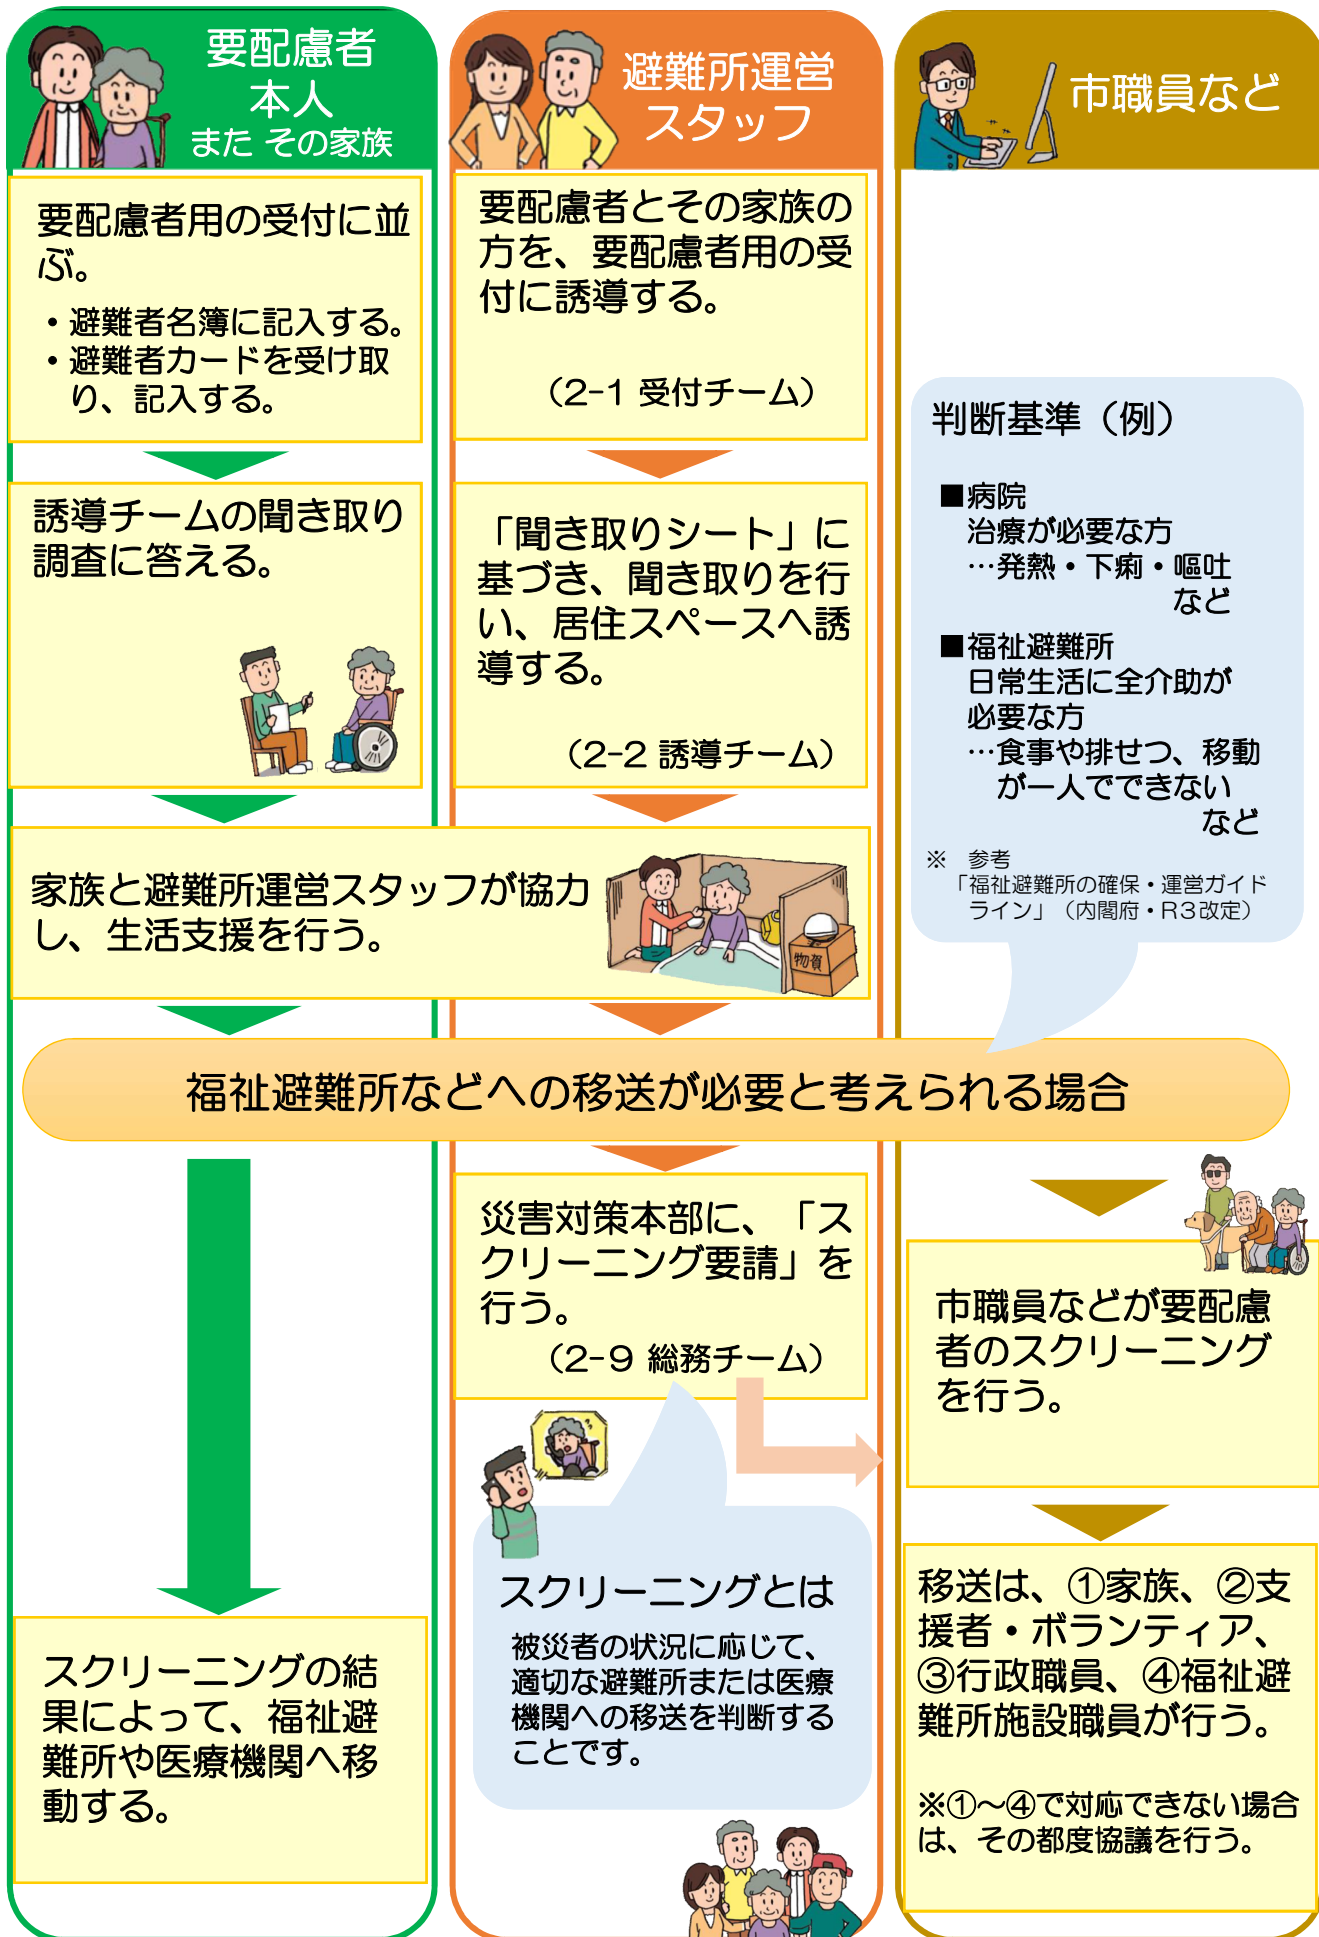 要配慮者
本人
また その家族
要配慮者用の受付に並
ぶ。
・避難者名簿に記入する。
・避難者カードを受け取
り、記入する。
誘導チームの聞き取り
調査に答える。
避難所運営
スタッフ
要配慮者とその家族の
方を、要配慮者用の受
付に誘導する。
（2-1 受付チーム）
「聞き取りシート」に
基づき、聞き取りを行
い、居住スペースへ誘
導する。
（2-2 誘導チーム）
家族と避難所運営スタッフが協力
し、生活支援を行う。
物資
市職員など
判断基準（例）
■病院
治療が必要な方
…発熱・下痢・嘔吐
など
■福祉避難所
日常生活に全介助が
必要な方
…食事や排せつ、移動
が一人でできない
など
※ 参考
「福祉避難所の確保・運営ガイド
ライン」（内閣府・R3改定）
福祉避難所などへの移送が必要と考えられる場合
スクリーニングの結
果によって、福祉避
難所や医療機関へ移
動する。
災害対策本部に、「ス
クリーニング要請」を
行う。
（2-9 総務チーム）
スクリーニングとは
被災者の状況に応じて、
適切な避難所または医療
機関への移送を判断する
ことです。
市職員などが要配慮
者のスクリーニング
を行う。
移送は、①家族、②支
援者・ボランティア、
③行政職員、④福祉避
難所施設職員が行う。
※①～④で対応できない場合
は、その都度協議を行う。